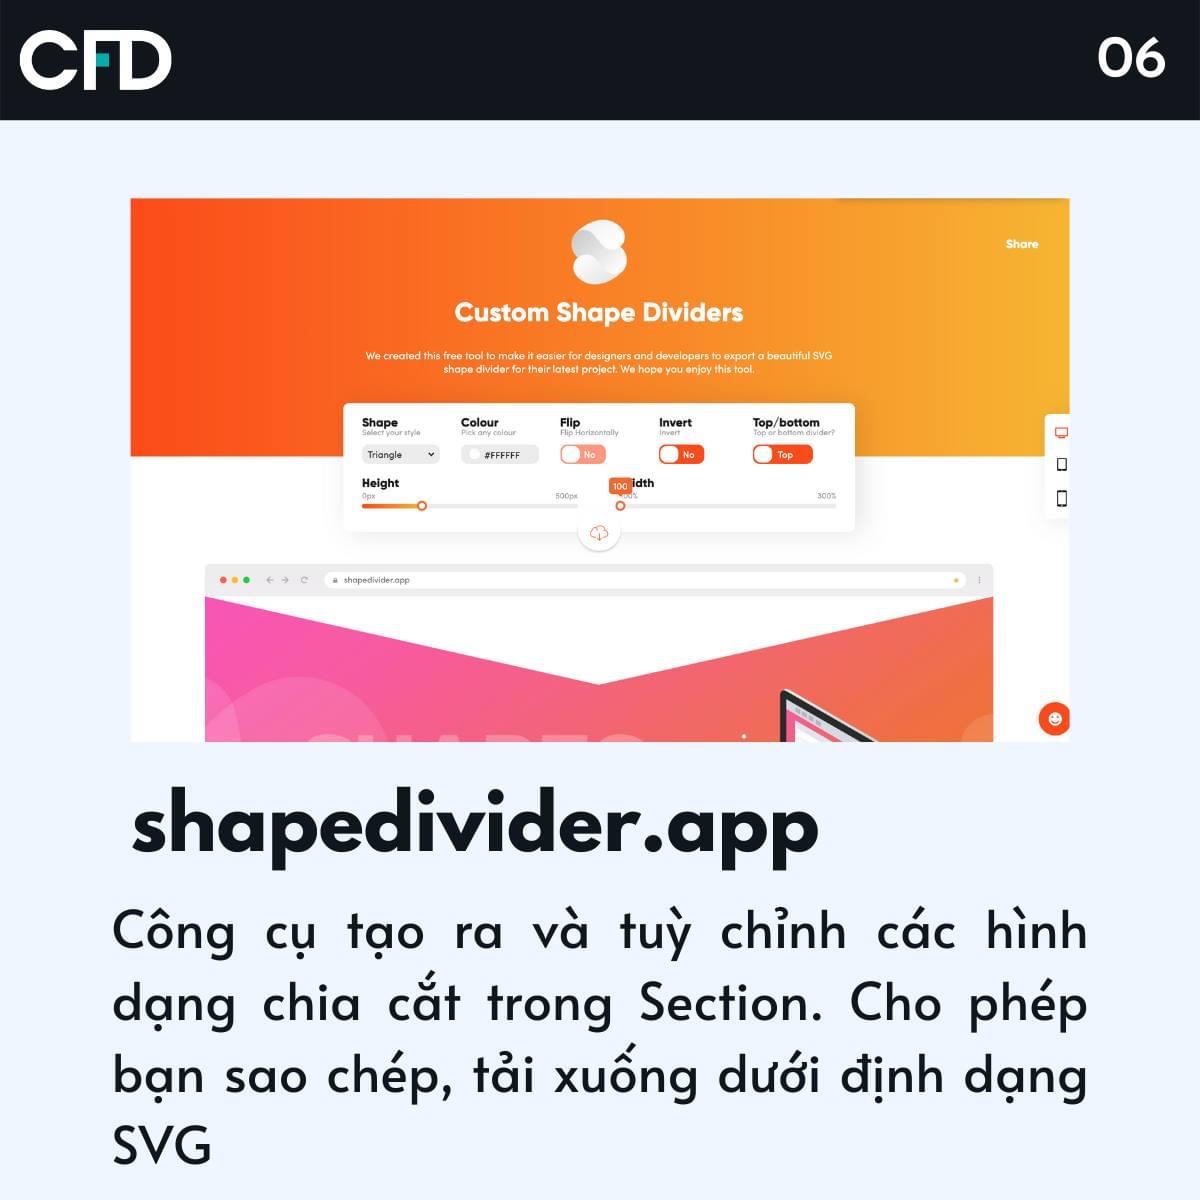 CFD
06
Share
Custom Shape Dividers
We created this free tool to make it easier for designers and developers to export a beautiful SVG
shape divider for their latest project. We hope you enjoy this tool.
Shape Colour Flip Invert Top/bottom
Select your style Pick any colour Flip Horizontally Invert Top or bottom divider?
Triangle #FFFFFF No No Top
Height 100 idth
0px 500px 00% 300%
shapedivider.app
SHAPES
shapedivider.app
Công cụ tạo ra và tuỳ chỉnh các hình
dạng chia cắt trong Section. Cho phép
bạn sao chép, tải xuống dưới định dạng
SVG